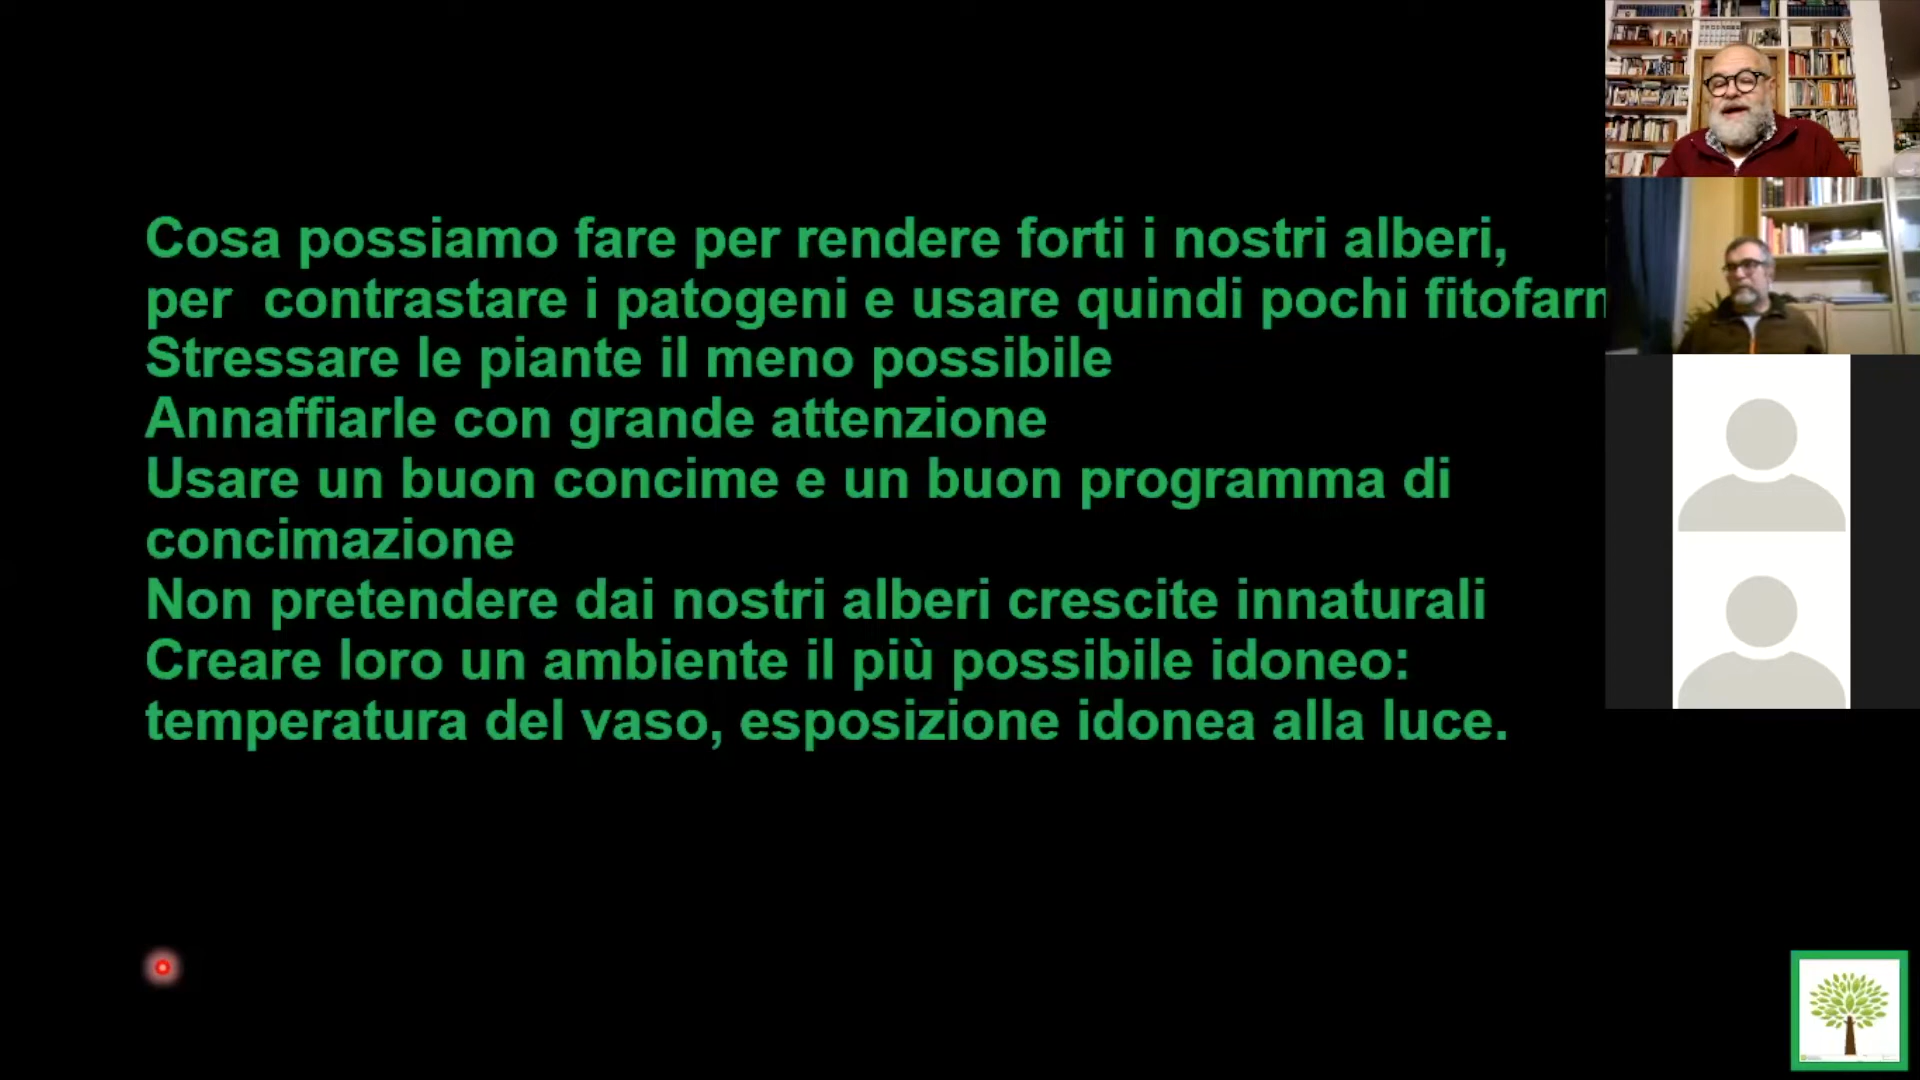 Cosa possiamo fare per rendere forti i nostri alberi,
per  contrastare i patogeni e usare quindi pochi
Stressare le piante il meno possibile
Annaffiarle con grande attenzione
Usare un buon concime e un buon programma di
concimazione
Non pretendere dai nostri alberi crescite innaturali
Creare loro un ambiente il più possibile idoneo:
temperatura del vaso, esposizione idonea alla luce.